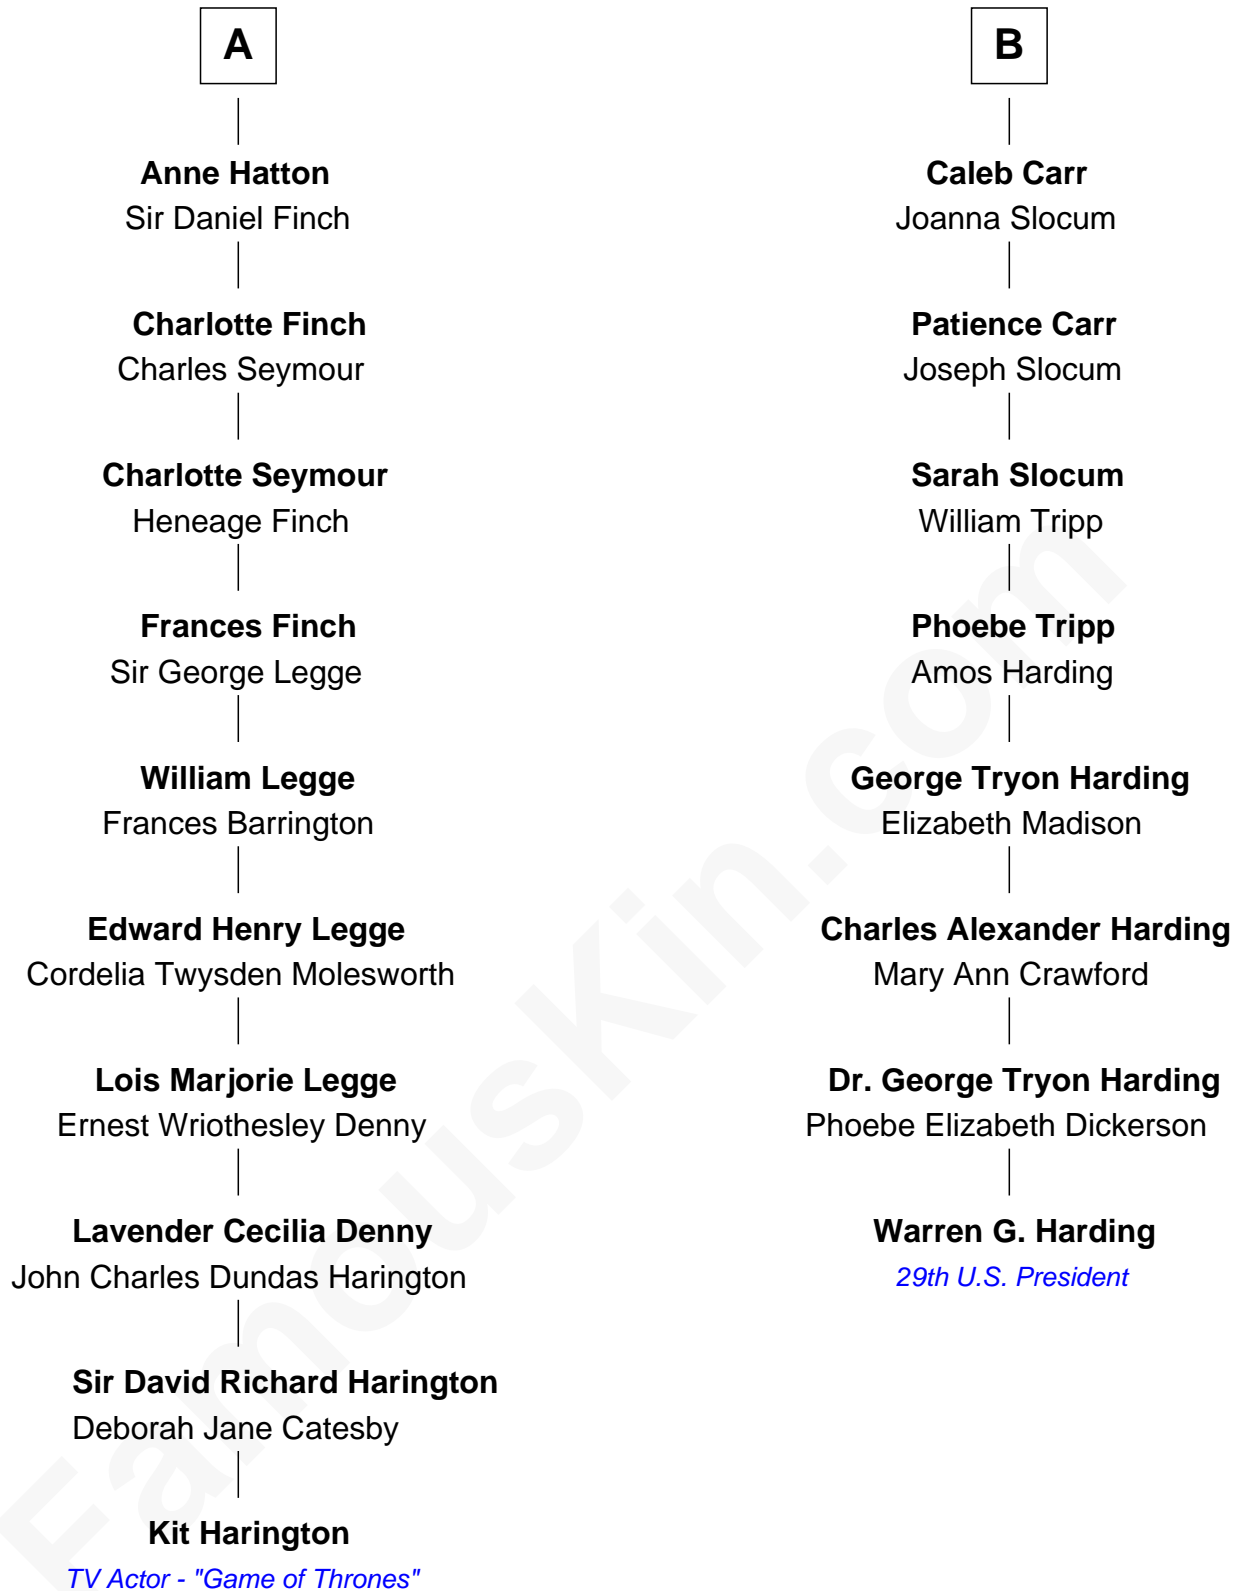 A
Anne Hatton
Sir Daniel Finch
Charlotte Finch
Charles Seymour
Charlotte Seymour
Heneage Finch
Frances Finch
Sir George Legge
William Legge
Frances Barrington
Edward Henry Legge
Cordelia Twysden Molesworth
Lois Marjorie Legge
Ernest Wriothesley Denny
Lavender Cecilia Denny
John Charles Dundas Harington
Sir David Richard Harington
Deborah Jane Catesby
Kit Harington
TV Actor - "Game of Thrones"
B
Caleb Carr
Joanna Slocum
Patience Carr
Joseph Slocum
Sarah Slocum
William Tripp
Phoebe Tripp
Amos Harding
George Tryon Harding
Elizabeth Madison
Charles Alexander Harding
Mary Ann Crawford
Dr. George Tryon Harding
Phoebe Elizabeth Dickerson
Warren G. Harding
29th U.S. President
FamousKin.com